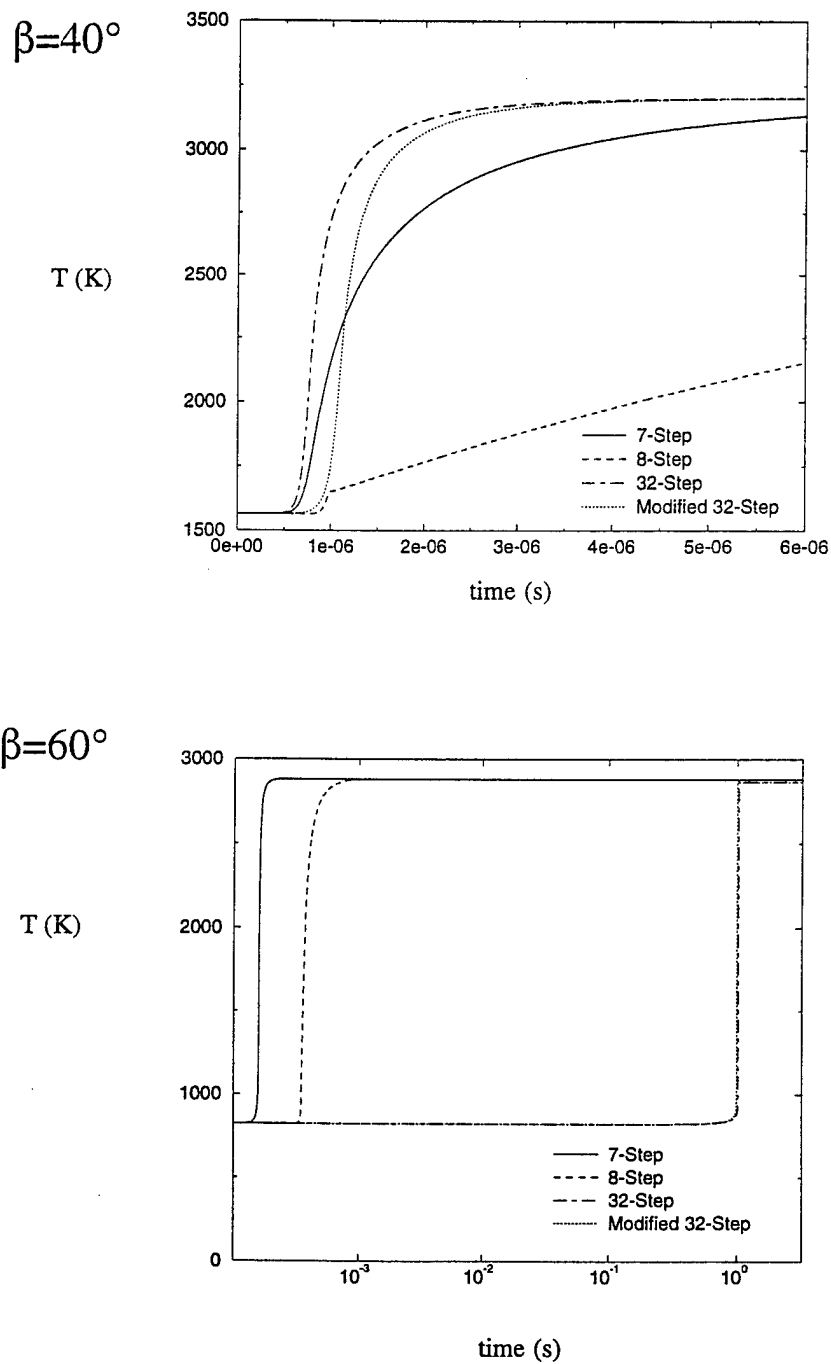 β=40°
3500
3000
T (K)
2500
2000
7-Step
8-Step
32-Step
Modified 32-Step
1500
0e+00 1e-06 2e-06 3e-06 4e-06 5e-06 6e-06
time (s)
β=60°
3000
T (K)
2000
1000
7-Step
8-Step
32-Step
Modified 32-Step
0
10⁻³ 10⁻² 10⁻¹ 10⁰
time (s)